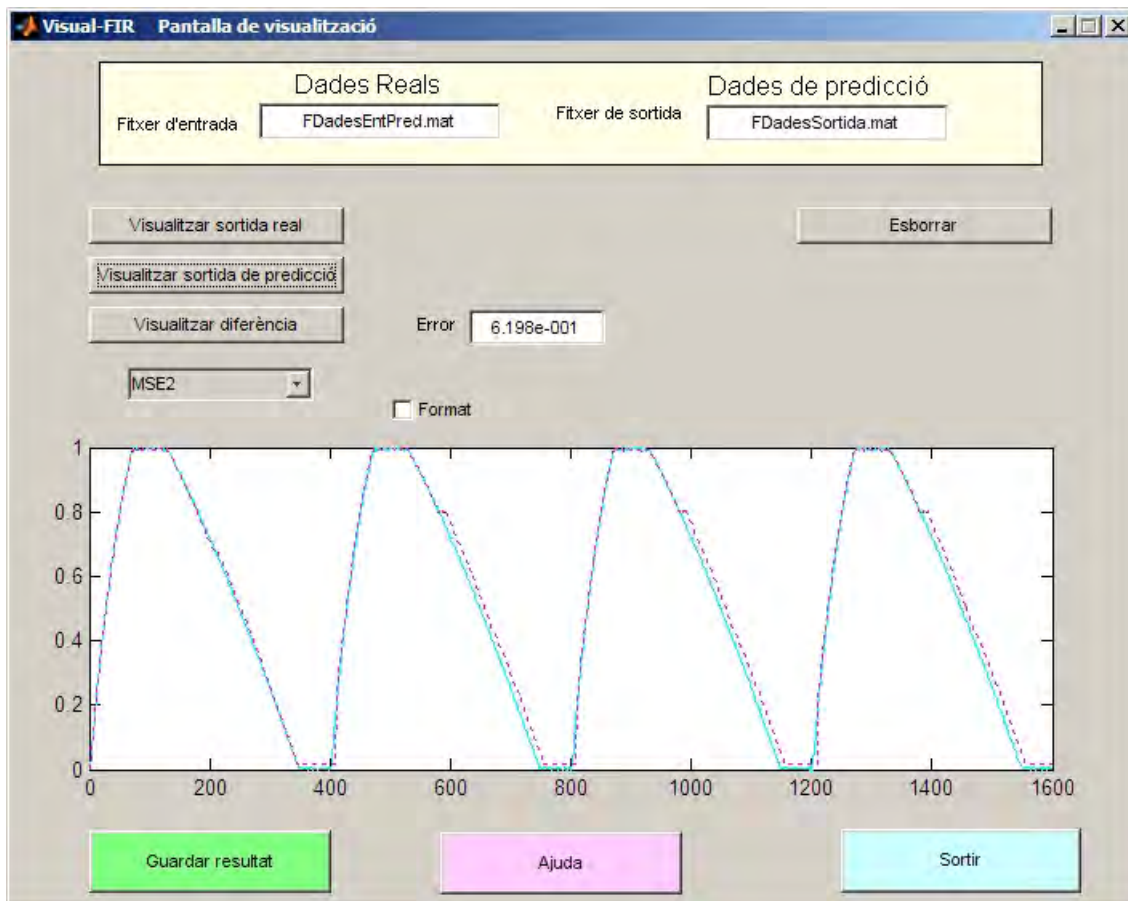 Visual-FIR Pantalla de visualització
Dades Reals
Dades de predicció
Fitxer d'entrada
FDadesEntPred.mat
Fitxer de sortida
FDadesSortida.mat
Visualitzar sortida real
Esborrar
Visualitzar sortida de predicció
Visualitzar diferència
Error
6.198e-001
MSE2
Format
1
0.8
0.6
0.4
0.2
0
0 200 400 600 800 1000 1200 1400 1600
Guardar resultat
Ajuda
Sortir